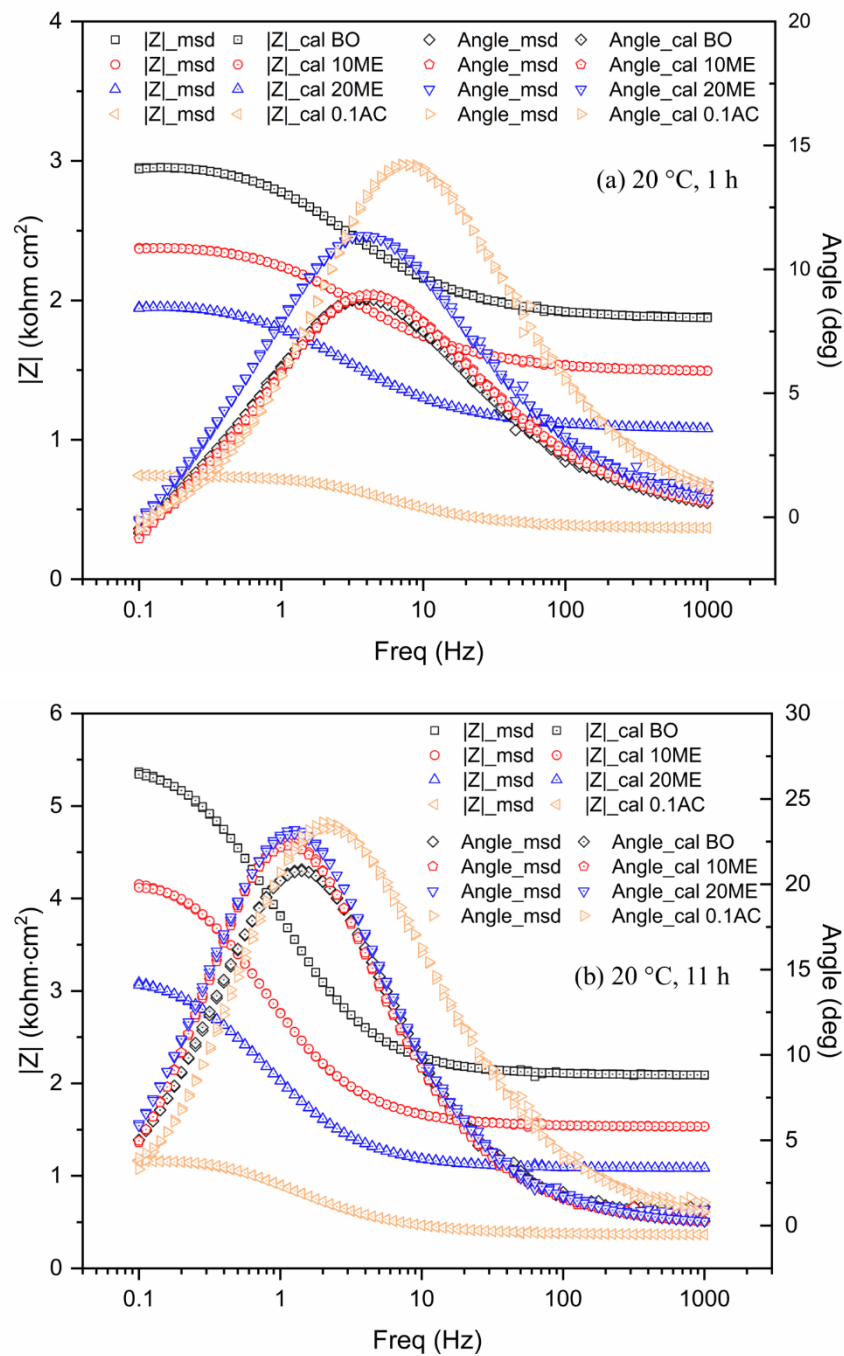 4
3
2
1
0
|Z| (kohm cm²)
|Z|_msd |Z|_cal BO Angle_msd Angle_cal BO
|Z|_msd |Z|_cal 10ME Angle_msd Angle_cal 10ME
|Z|_msd |Z|_cal 20ME Angle_msd Angle_cal 20ME
|Z|_msd |Z|_cal 0.1AC Angle_msd Angle_cal 0.1AC
(a) 20 °C, 1 h
20
15
10
5
0
Angle (deg)
0.1 1 10 100 1000
Freq (Hz)
6
5
4
3
2
1
0
|Z| (kohm·cm²)
|Z|_msd |Z|_cal BO
|Z|_msd |Z|_cal 10ME
|Z|_msd |Z|_cal 20ME
|Z|_msd |Z|_cal 0.1AC
Angle_msd Angle_cal BO
Angle_msd Angle_cal 10ME
Angle_msd Angle_cal 20ME
Angle_msd Angle_cal 0.1AC
(b) 20 °C, 11 h
30
25
20
15
10
5
0
Angle (deg)
0.1 1 10 100 1000
Freq (Hz)